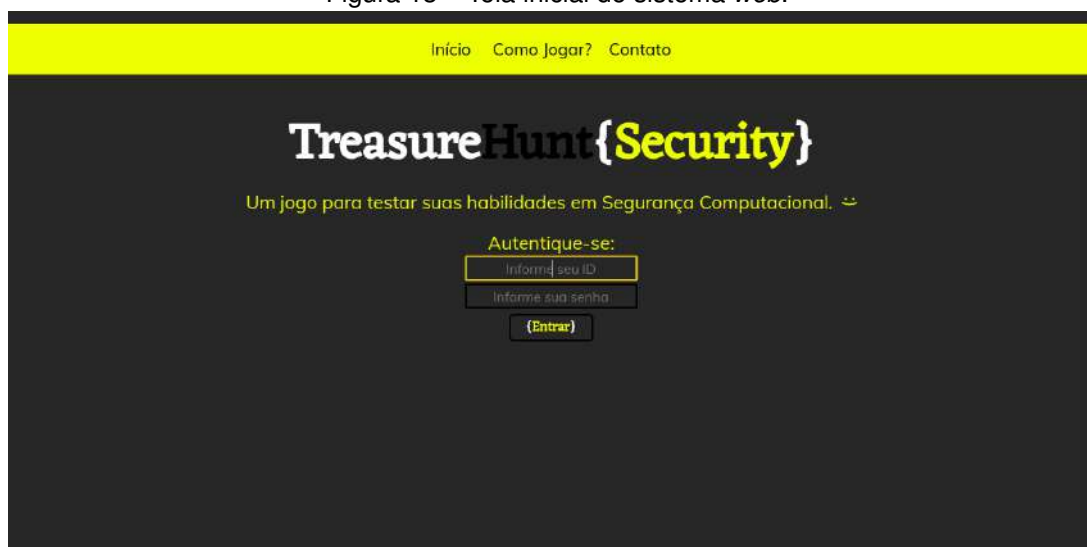 Início Como Jogar? Contato
TreasureHunt{Security}
Um jogo para testar suas habilidades em Segurança Computacional.
Autentique-se:
Informe seu ID
Informe sua senha
{Entrar}